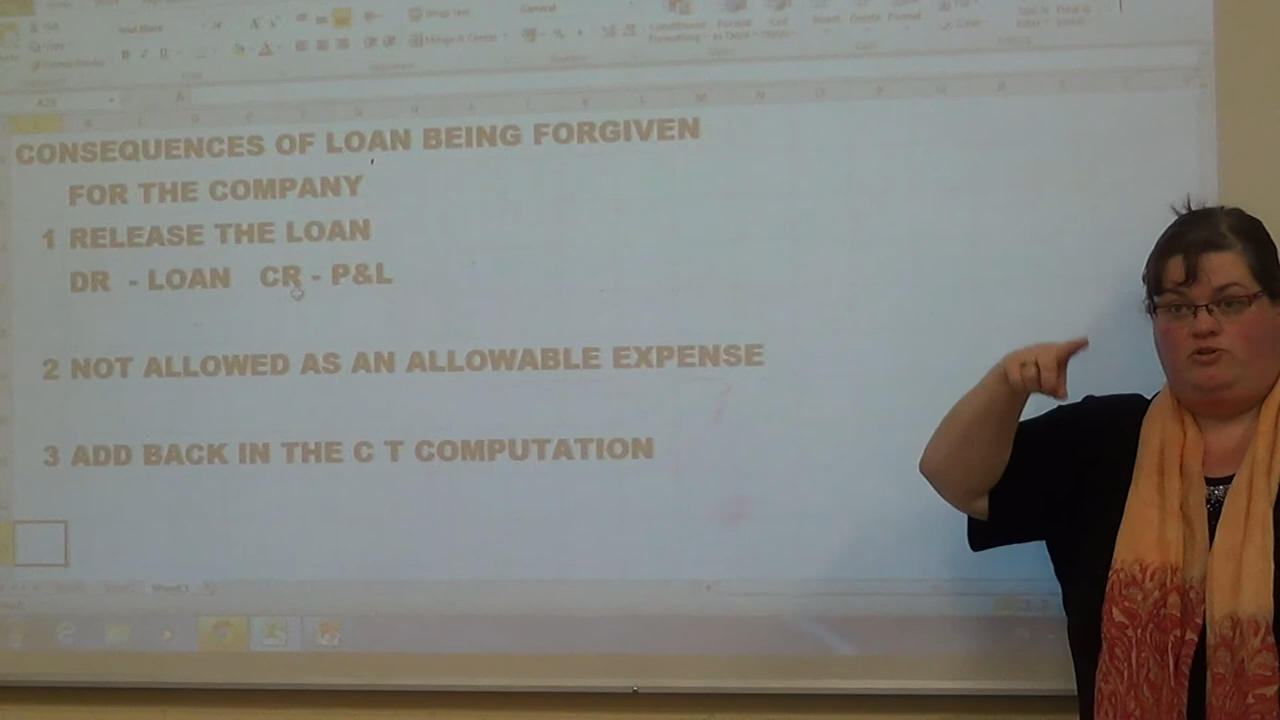 General
CONSEQUENCES OF LOAN BEING FORGIVEN
FOR THE COMPANY
1 RELEASE THE LOAN
DR - LOAN CR - P&L
2 NOT ALLOWED AS AN ALLOWABLE EXPENSE
3 ADD BACK IN THE C T COMPUTATION